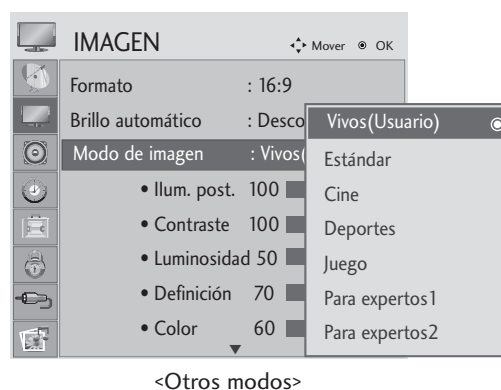 IMAGEN
Mover OK
Formato : 16:9
Brillo automático : Desco
Modo de imagen : Vivos(
• Ilum. post. 100
• Contraste 100
• Luminosidad 50
• Definición 70
• Color 60
Vivos(Usuario)
Estándar
Cine
Deportes
Juego
Para expertos1
Para expertos2
<Otros modos>